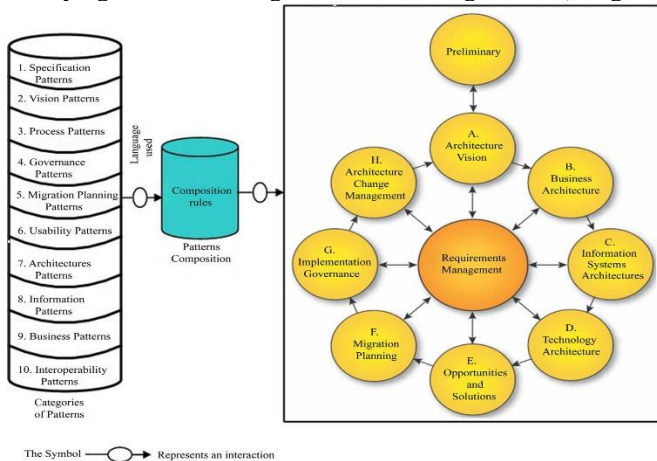 1. Specification
Patterns
2. Vision Patterns
3. Process Patterns
4. Governance
Patterns
5. Migration Planning
Patterns
6. Usability Patterns
7. Architectures
Patterns
8. Information
Patterns
9. Business Patterns
10. Interoperability
Patterns
Categories
of Patterns
Language
used
Composition
rules
Patterns
Composition
Preliminary
A.
Architecture
Vision
B.
Business
Architecture
C.
Information
Systems
Architectures
D.
Technology
Architecture
E.
Opportunities
and
Solutions
F.
Migration
Planning
G.
Implementation
Governance
H.
Architecture
Change
Management
Requirements
Management
The Symbol
Represents an interaction